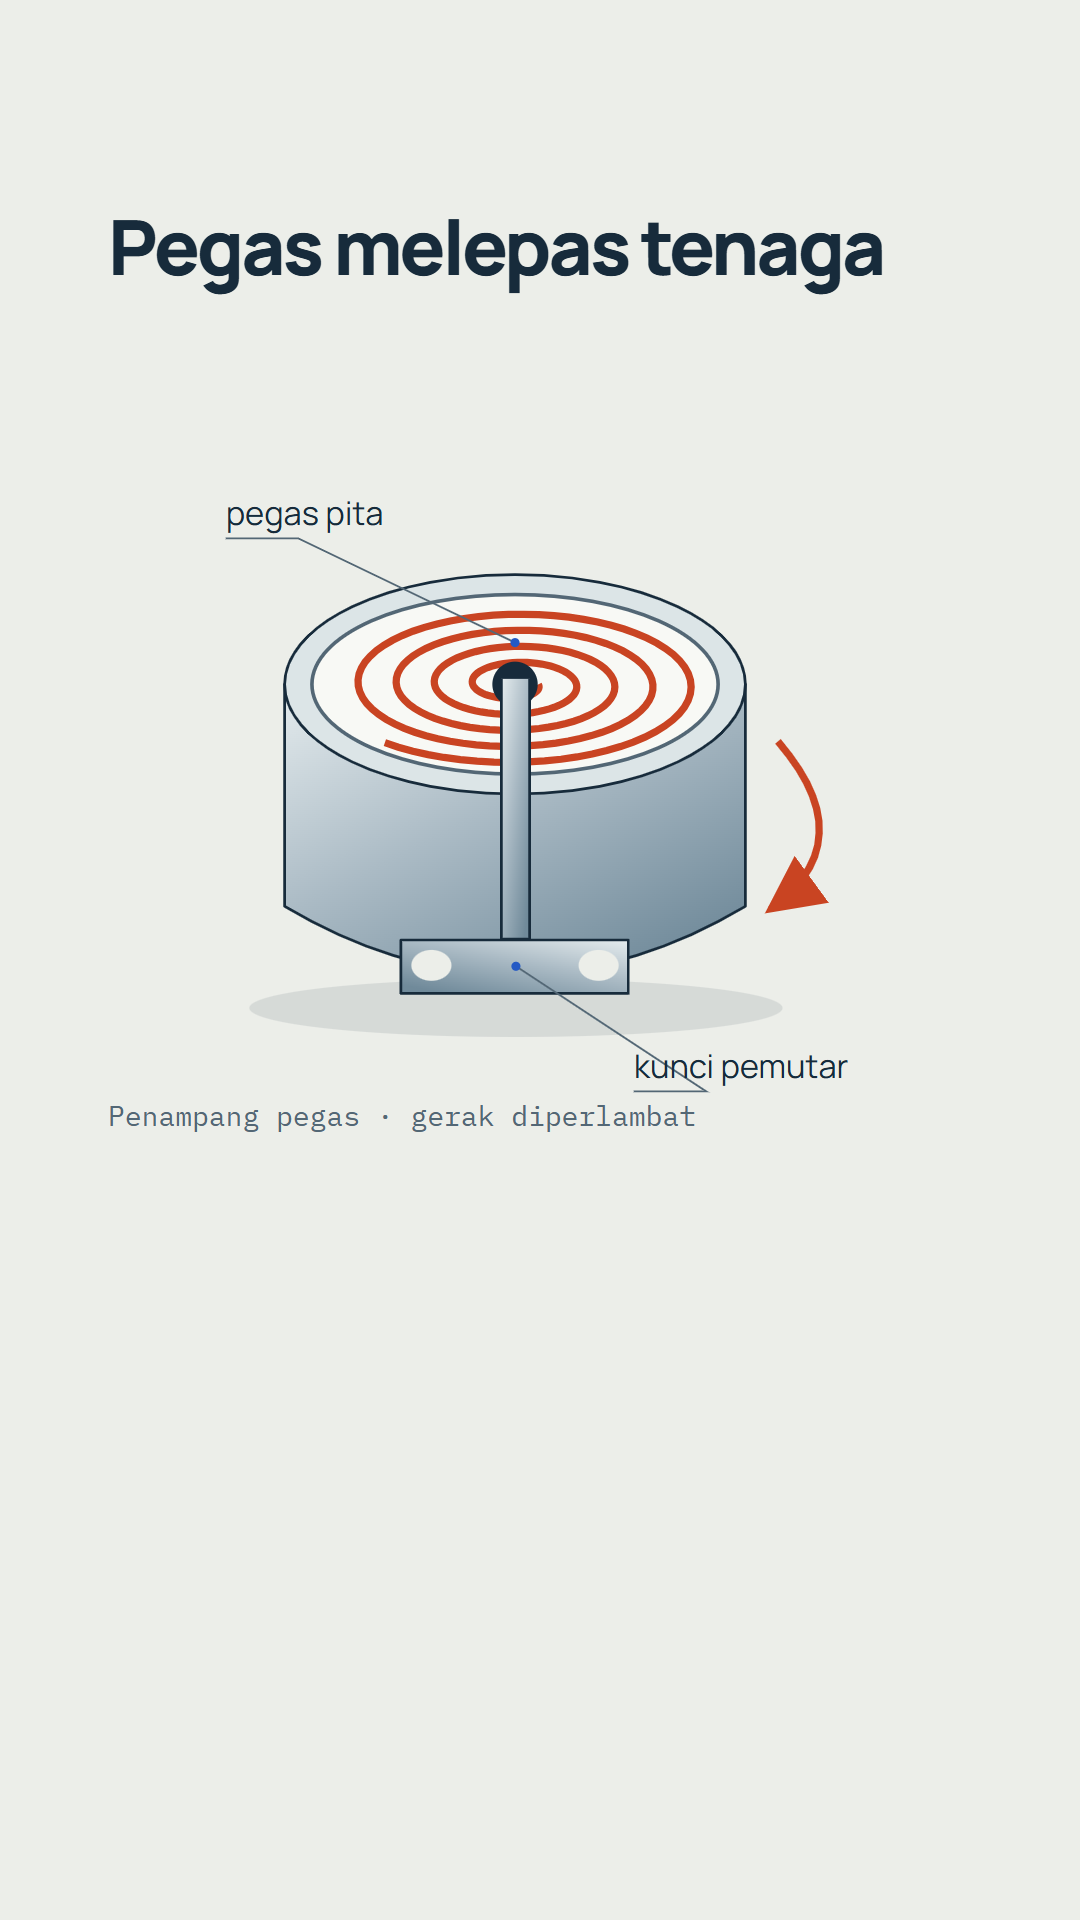 Pegas melepas tenaga
pegas pita
kunci pemutar
Penampang pegas · gerak diperlambat